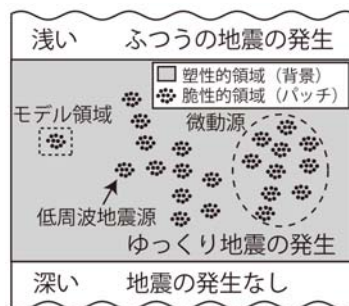 浅い ふつうの地震の発生
塑性的領域（背景）
脆性的領域（パッチ）
モデル領域
微動源
低周波地震源
ゆっくり地震の発生
深い 地震の発生なし